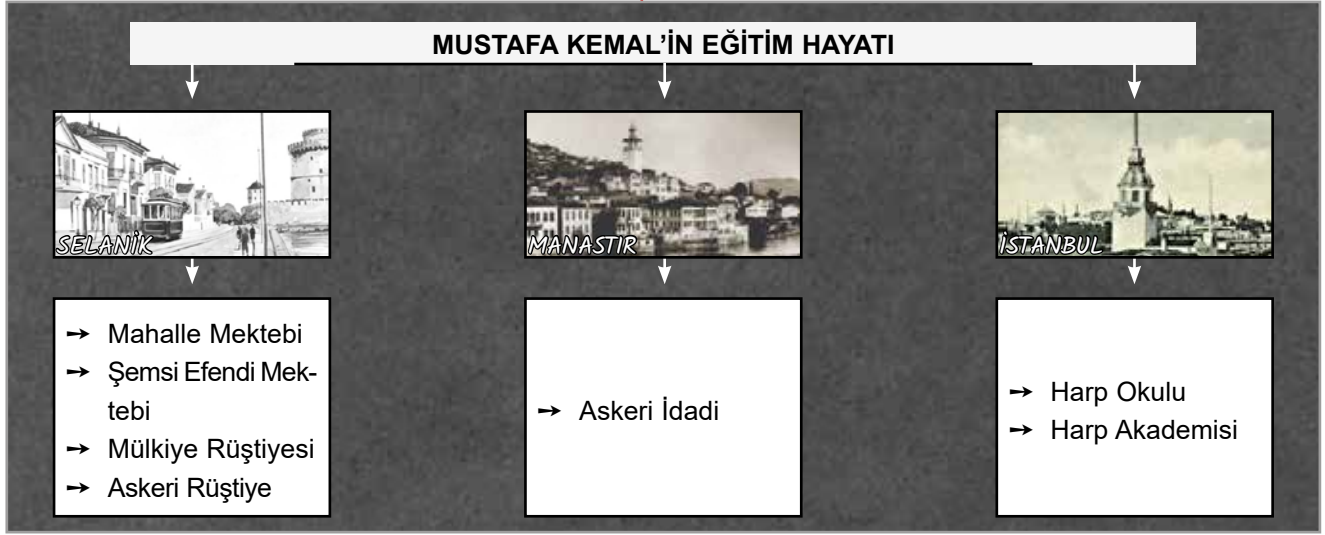 MUSTAFA KEMAL'İN EĞİTİM HAYATI
SELANİK
→ Mahalle Mektebi
→ Şemsi Efendi Mek-
tebi
→ Mülkiye Rüştiyesi
→ Askeri Rüştiye
MANASTIR
→ Askeri İdadi
İSTANBUL
→ Harp Okulu
→ Harp Akademisi